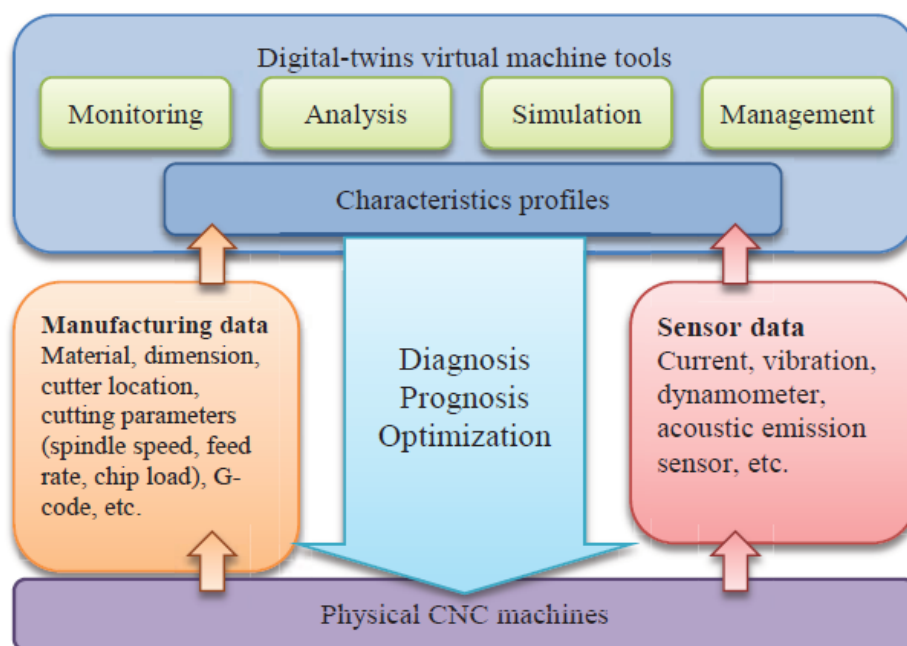 Digital-twins virtual machine tools
Monitoring
Analysis
Simulation
Management
Characteristics profiles
Manufacturing data
Material, dimension,
cutter location,
cutting parameters
(spindle speed, feed
rate, chip load), G-
code, etc.
Diagnosis
Prognosis
Optimization
Sensor data
Current, vibration,
dynamometer,
acoustic emission
sensor, etc.
Physical CNC machines